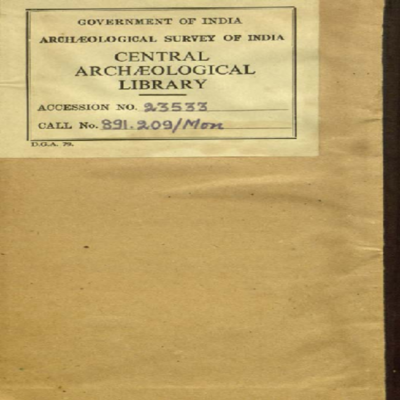 GOVERNMENT OF INDIA
ARCHÆOLOGICAL SURVEY OF INDIA
CENTRAL
ARCHÆOLOGICAL
LIBRARY
ACCESSION NO. 23533
CALL No. 891.209/Mon
D.G.A. 79.